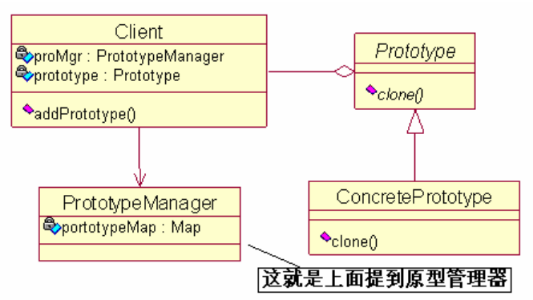 Client
proMgr : PrototypeManager
prototype : Prototype
addPrototype()
Prototype
clone()
PrototypeManager
portotypeMap : Map
ConcretePrototype
clone()
这就是上面提到原型管理器